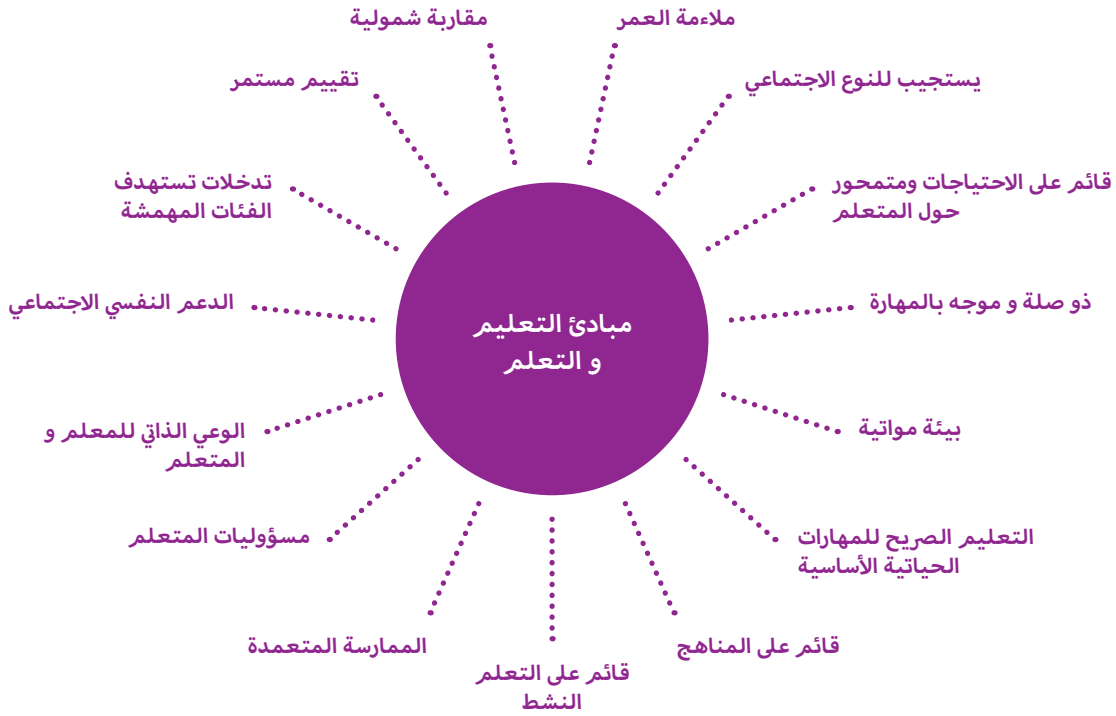 ملاءمة العمر
مقاربة شمولية
يستجيب للنوع الاجتماعي
تقييم مستمر
قائم على الاحتياجات ومتمحور
حول المتعلم
تدخلات تستهدف
الفئات المهمشة
ذو صلة و موجه بالمهارة
الدعم النفسي الاجتماعي
مبادئ التعليم
و التعلم
بيئة مواتية
الوعي الذاتي للمعلم و
المتعلم
التعليم الصريح للمهارات
الحياتية الأساسية
مسؤوليات المتعلم
قائم على المناهج
قائم على التعلم
النشط
الممارسة المتعمدة